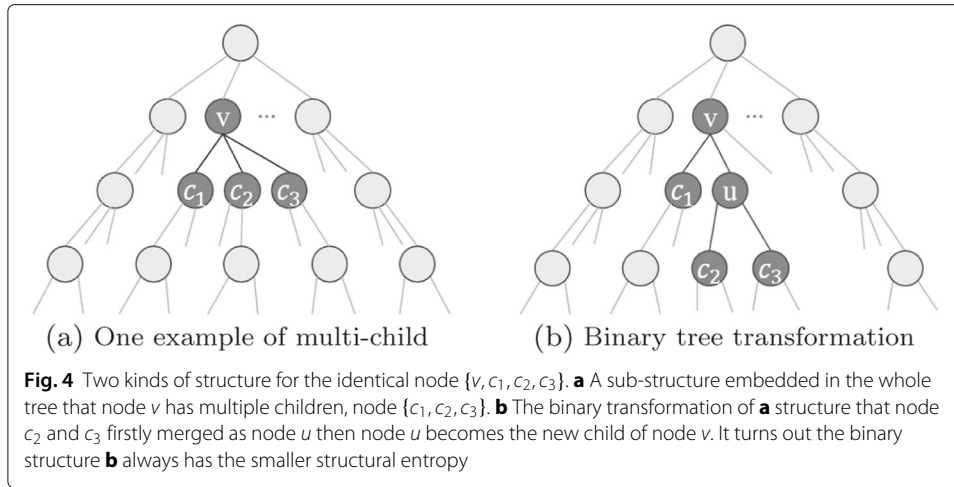 v ... v ...
c1 c2 c3 c1 u
c2 c3
(a) One example of multi-child (b) Binary tree transformation
Fig. 4 Two kinds of structure for the identical node {v, c1, c2, c3}. a A sub-structure embedded in the whole
tree that node v has multiple children, node {c1, c2, c3}. b The binary transformation of a structure that node
c2 and c3 firstly merged as node u then node u becomes the new child of node v. It turns out the binary
structure b always has the smaller structural entropy